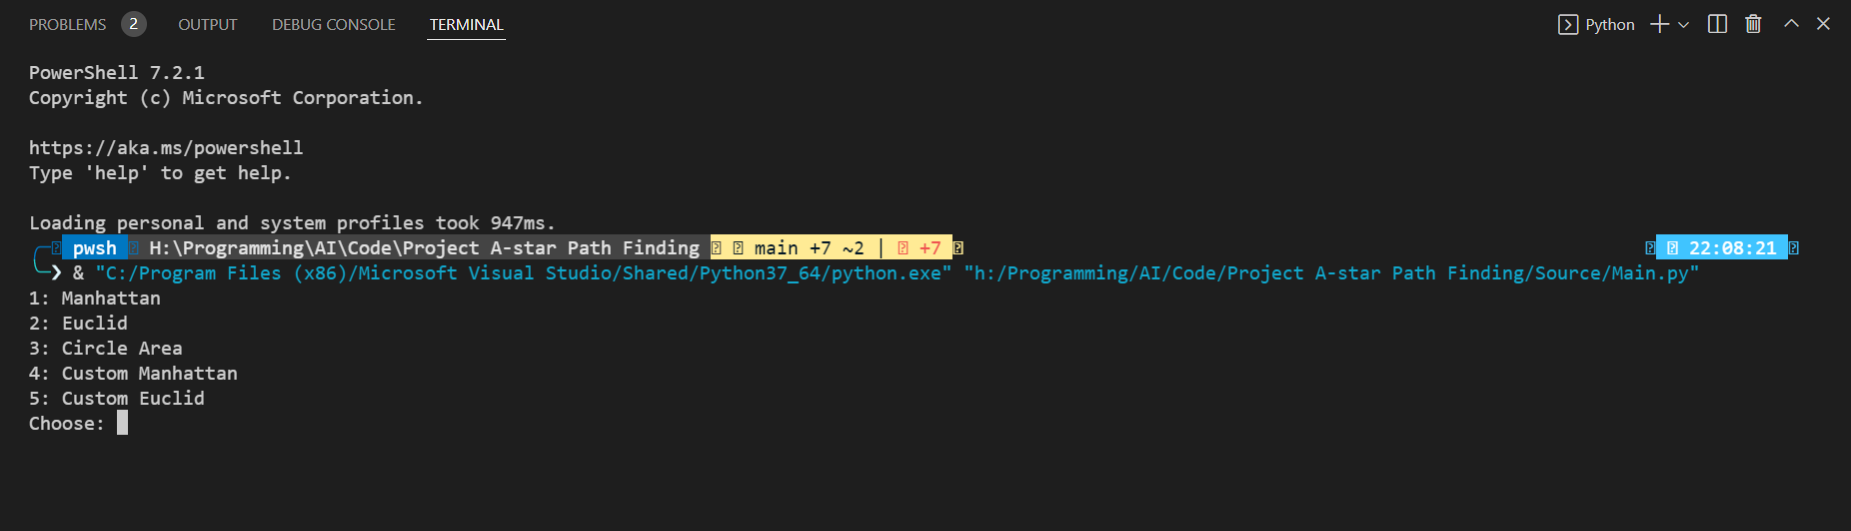 PROBLEMS 2 OUTPUT DEBUG CONSOLE TERMINAL Python
PowerShell 7.2.1
Copyright (c) Microsoft Corporation.
https://aka.ms/powershell
Type 'help' to get help.
Loading personal and system profiles took 947ms.
pwsh H:\Programming\AI\Code\Project A-star Path Finding main +7 ~2 | +7 22:08:21
❯ & "C:/Program Files (x86)/Microsoft Visual Studio/Shared/Python37_64/python.exe" "h:/Programming/AI/Code/Project A-star Path Finding/Source/Main.py"
1: Manhattan
2: Euclid
3: Circle Area
4: Custom Manhattan
5: Custom Euclid
Choose: